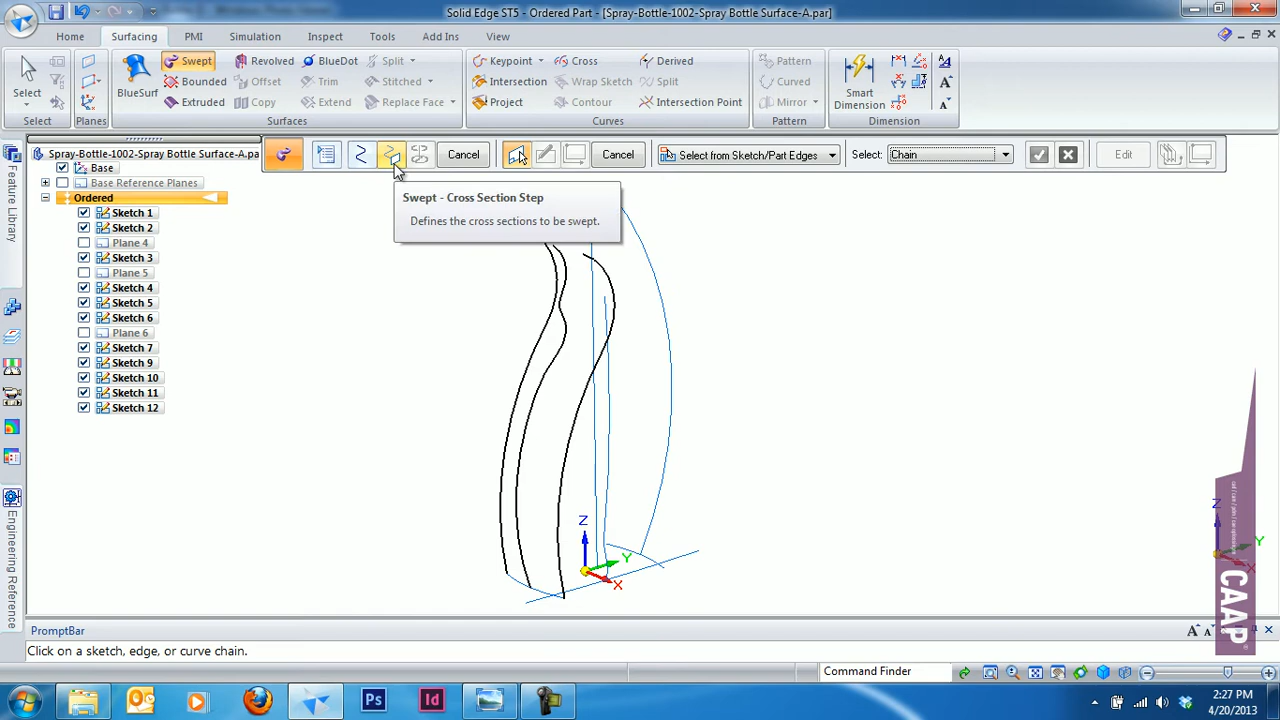 Solid Edge ST5 - Ordered Part - [Spray-Bottle-1002-Spray Bottle Surface-A.par]
Home Surfacing PMI Simulation Inspect Tools Add Ins View
Swept Revolved BlueDot Split Keypoint Cross Derived Pattern
Select BlueSurf Bounded Offset Trim Stitched Intersection Wrap Sketch Split Curved Smart Dimension
Extruded Copy Extend Replace Face Project Contour Intersection Point Mirror
Select Planes Surfaces Curves Pattern Dimension
Spray-Bottle-1002-Spray Bottle Surface-A.pa
Cancel Cancel Select from Sketch/Part Edges Select: Chain Edit
Base
Base Reference Planes
Ordered
Sketch 1
Sketch 2
Plane 4
Sketch 3
Plane 5
Sketch 4
Sketch 5
Sketch 6
Plane 6
Sketch 7
Sketch 9
Sketch 10
Sketch 11
Sketch 12
Swept - Cross Section Step
Defines the cross sections to be swept.
Feature Library
Engineering Reference
Z
Y
X
Z
Y
X
CAAP
PromptBar
Click on a sketch, edge, or curve chain.
Command Finder
Ps
Id
2:27 PM
4/20/2013